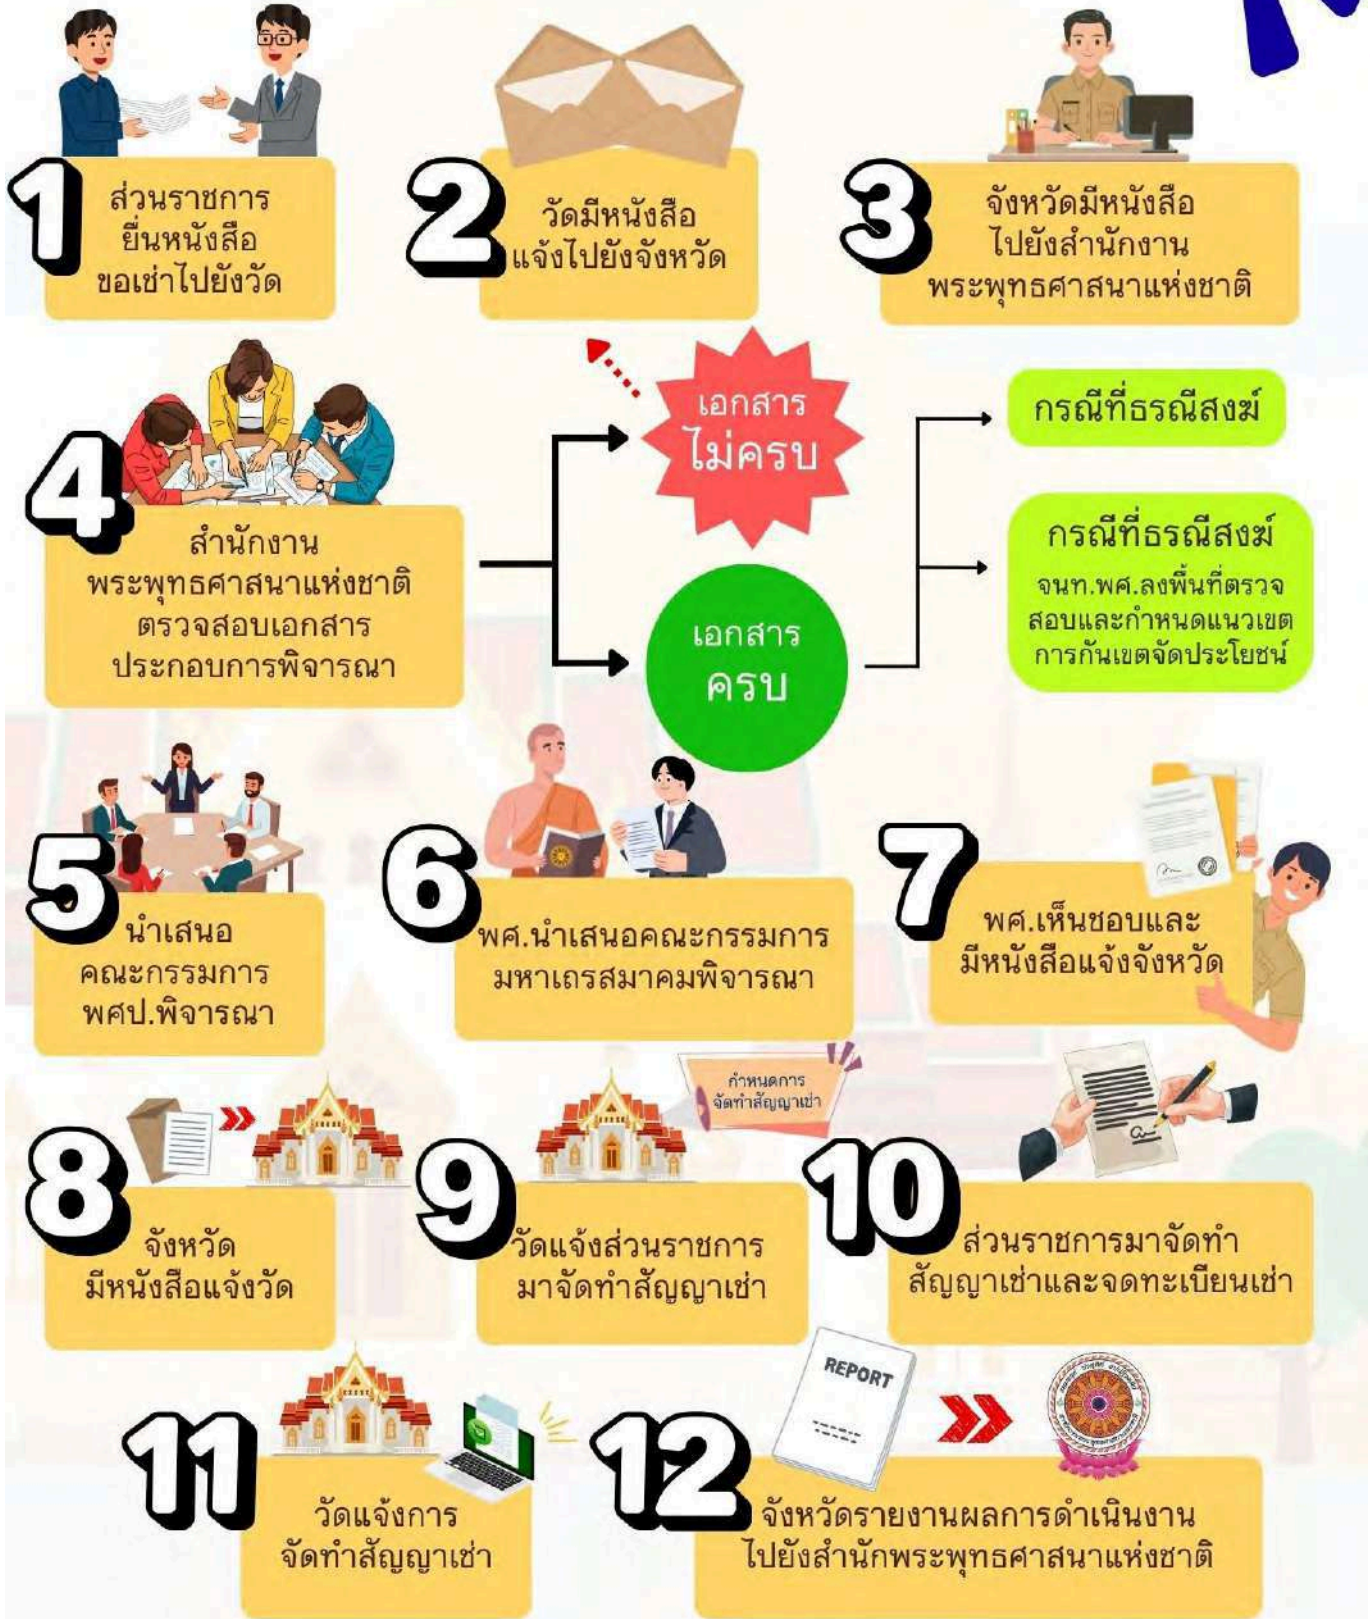 1
ส่วนราชการ
ยื่นหนังสือ
ขอเช่าไปยังวัด
2
วัดมีหนังสือ
แจ้งไปยังจังหวัด
3
จังหวัดมีหนังสือ
ไปยังสำนักงาน
พระพุทธศาสนาแห่งชาติ
4
สำนักงาน
พระพุทธศาสนาแห่งชาติ
ตรวจสอบเอกสาร
ประกอบการพิจารณา
เอกสาร
ไม่ครบ
เอกสาร
ครบ
กรณีที่ธรณีสงฆ์
กรณีที่ธรณีสงฆ์
จนท.พศ.ลงพื้นที่ตรวจ
สอบและกำหนดแนวเขต
การกันเขตจัดประโยชน์
5
นำเสนอ
คณะกรรมการ
พศป.พิจารณา
6
พศ.นำเสนอคณะกรรมการ
มหาเถรสมาคมพิจารณา
7
พศ.เห็นชอบและ
มีหนังสือแจ้งจังหวัด
8
จังหวัด
มีหนังสือแจ้งวัด
กำหนดการ
จัดทำสัญญาเช่า
9
วัดแจ้งส่วนราชการ
มาจัดทำสัญญาเช่า
10
ส่วนราชการมาจัดทำ
สัญญาเช่าและจดทะเบียนเช่า
11
วัดแจ้งการ
จัดทำสัญญาเช่า
REPORT
12
จังหวัดรายงานผลการดำเนินงาน
ไปยังสำนักพระพุทธศาสนาแห่งชาติ